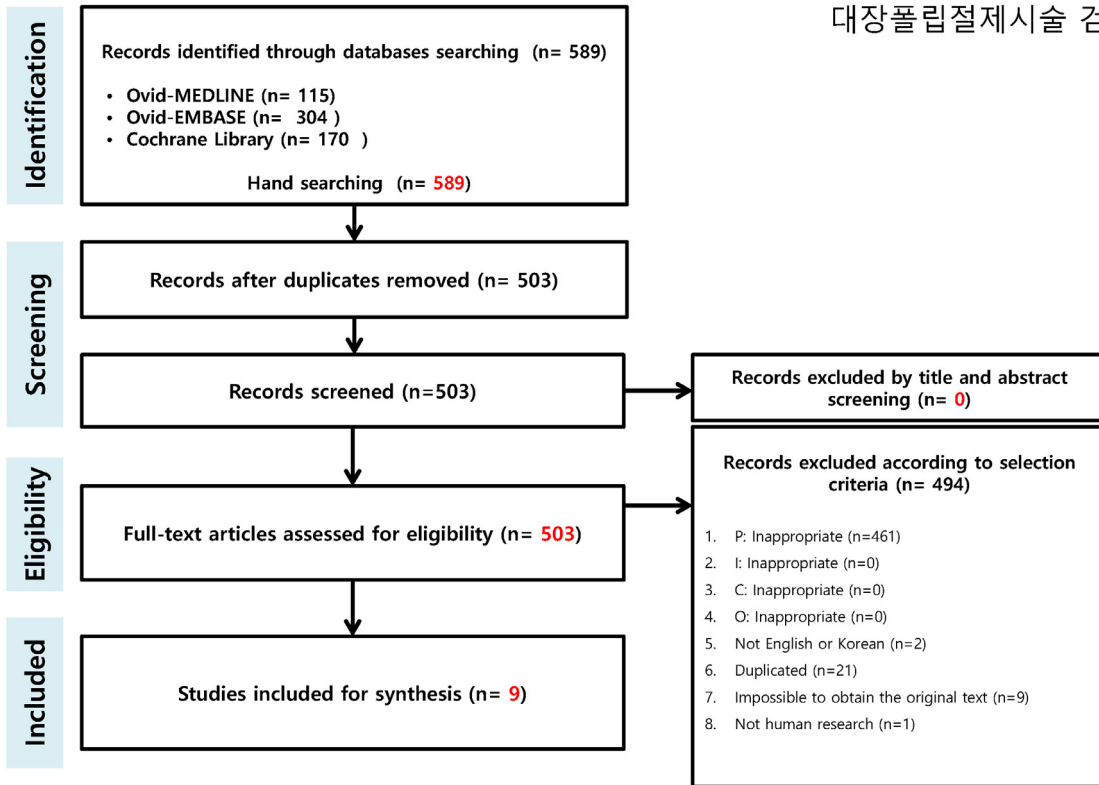 대장폴립절제시술 검
Identification
Records identified through databases searching (n= 589)
• Ovid-MEDLINE (n= 115)
• Ovid-EMBASE (n= 304 )
• Cochrane Library (n= 170 )
Hand searching (n= 589)
Screening
Records after duplicates removed (n= 503)
Records screened (n=503)
Records excluded by title and abstract
screening (n= 0)
Eligibility
Full-text articles assessed for eligibility (n= 503)
Records excluded according to selection
criteria (n= 494)
1. P: Inappropriate (n=461)
2. I: Inappropriate (n=0)
3. C: Inappropriate (n=0)
4. O: Inappropriate (n=0)
5. Not English or Korean (n=2)
6. Duplicated (n=21)
7. Impossible to obtain the original text (n=9)
8. Not human research (n=1)
Included
Studies included for synthesis (n= 9)